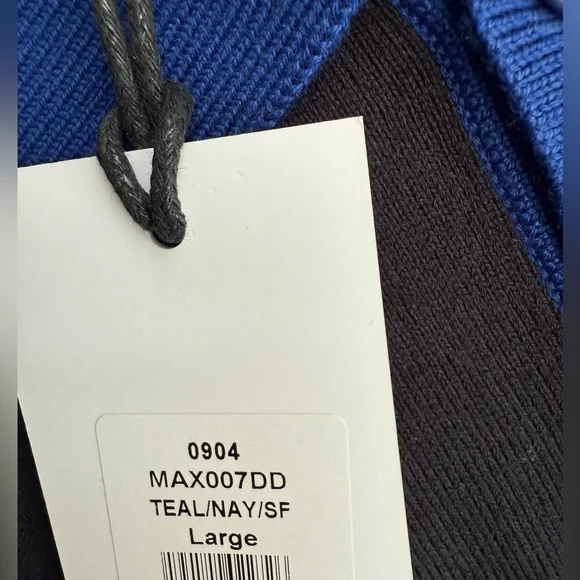 0904
MAX007DD
TEAL/NAY/SF
Large